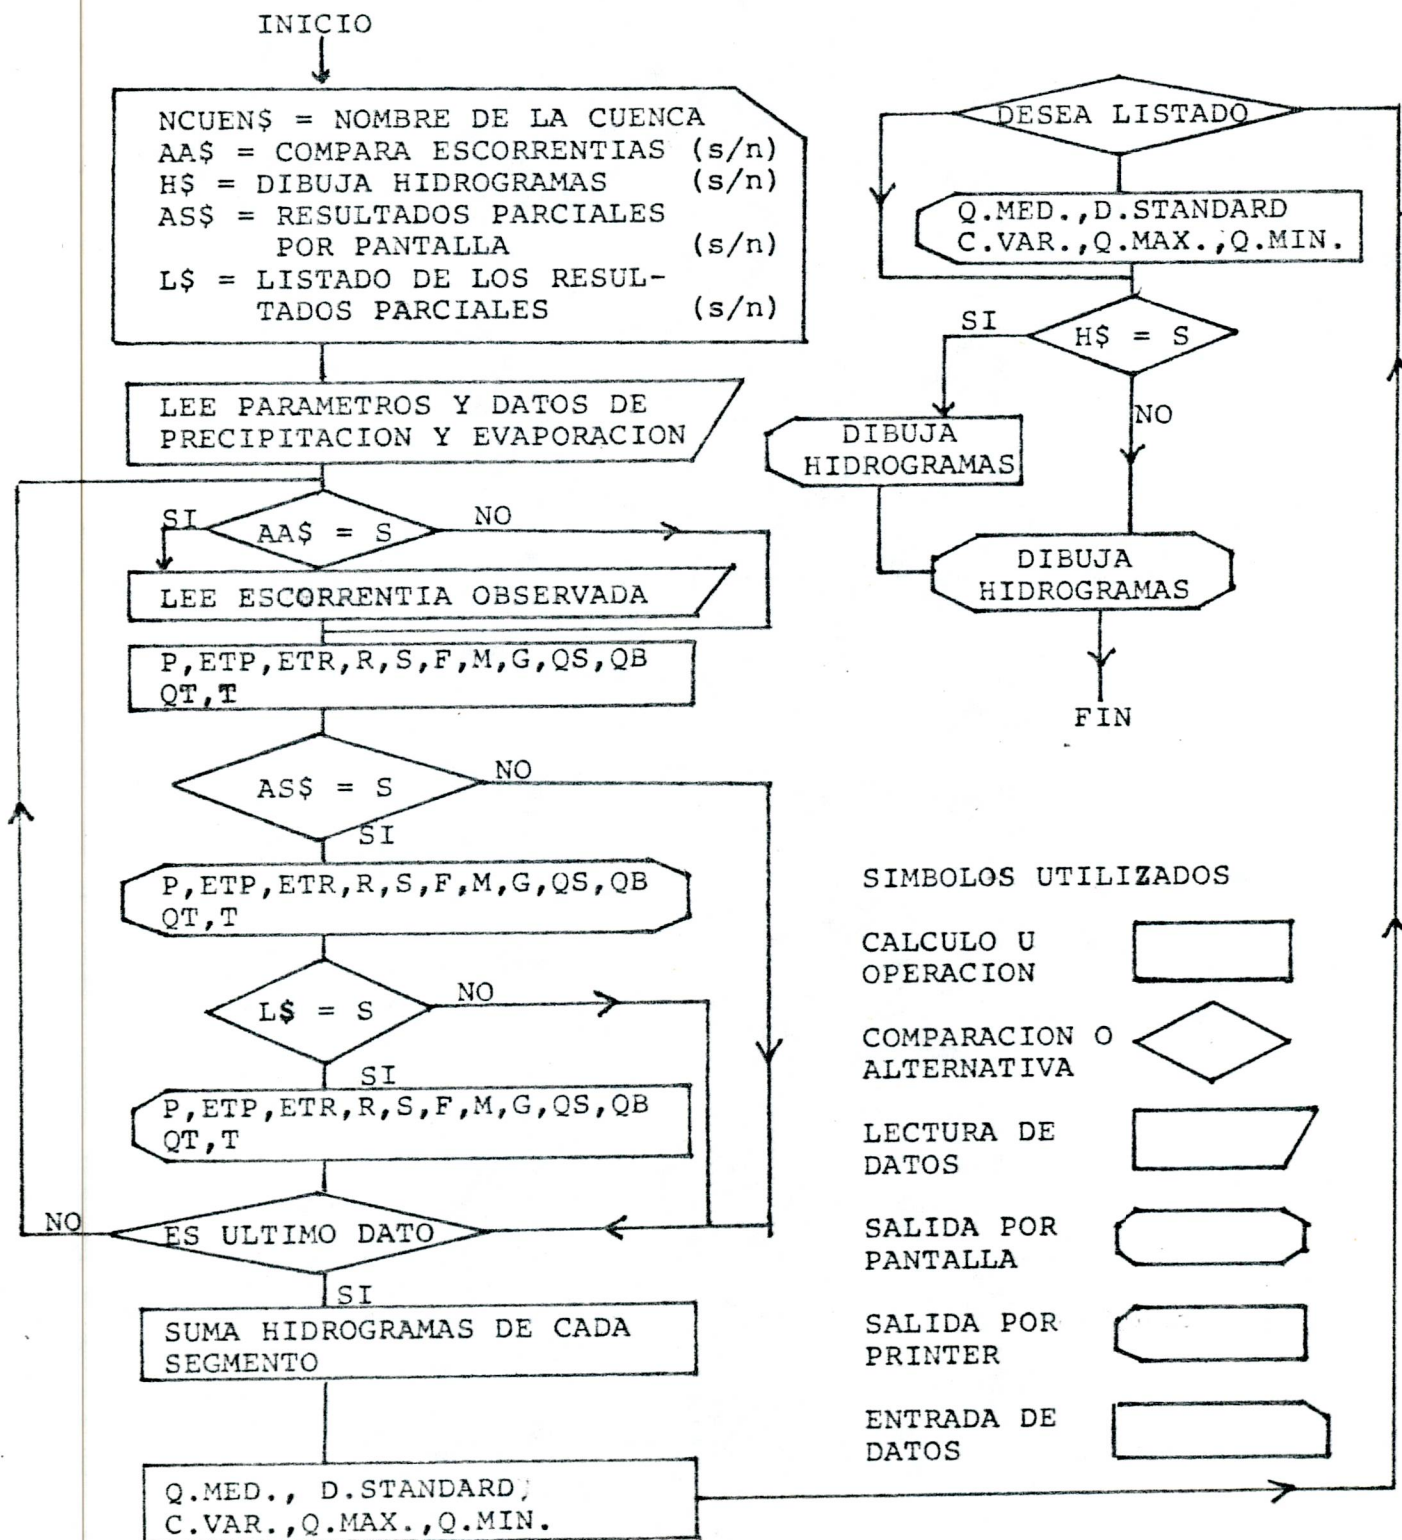 INICIO
NCUEN$ = NOMBRE DE LA CUENCA
AA$ = COMPARA ESCORRENTIAS (s/n)
H$ = DIBUJA HIDROGRAMAS (s/n)
AS$ = RESULTADOS PARCIALES
POR PANTALLA (s/n)
L$ = LISTADO DE LOS RESUL-
TADOS PARCIALES (s/n)
LEE PARAMETROS Y DATOS DE
PRECIPITACION Y EVAPORACION
SI
AA$ = S
NO
LEE ESCORRENTIA OBSERVADA
P,ETP,ETR,R,S,F,M,G,QS,QB
QT,T
AS$ = S
NO
SI
P,ETP,ETR,R,S,F,M,G,QS,QB
QT,T
L$ = S
NO
SI
P,ETP,ETR,R,S,F,M,G,QS,QB
QT,T
NO
ES ULTIMO DATO
SI
SUMA HIDROGRAMAS DE CADA
SEGMENTO
Q.MED., D.STANDARD,
C.VAR.,Q.MAX.,Q.MIN.
DESEA LISTADO
Q.MED.,D.STANDARD
C.VAR.,Q.MAX.,Q.MIN.
SI
H$ = S
NO
DIBUJA
HIDROGRAMAS
DIBUJA
HIDROGRAMAS
FIN
SIMBOLOS UTILIZADOS
CALCULO U
OPERACION
COMPARACION O
ALTERNATIVA
LECTURA DE
DATOS
SALIDA POR
PANTALLA
SALIDA POR
PRINTER
ENTRADA DE
DATOS